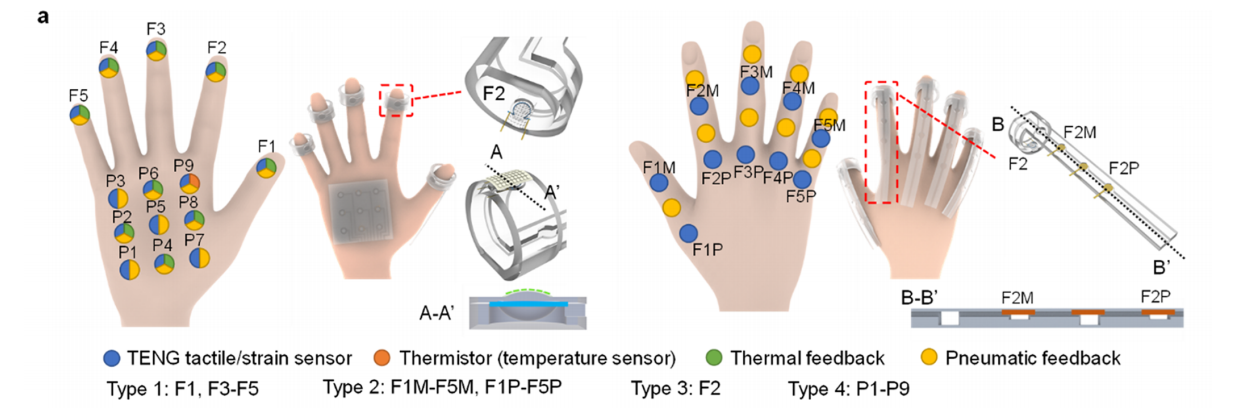 a
F3
F4
F2
F5
F1
P3
P6
P9
P2
P5
P8
P1
P4
P7
F2
A
A'
A-A'
F3M
F2M
F4M
F5M
F1M
F2P
F3P
F4P
F5P
F1P
B
F2M
F2
F2P
B'
B-B'
F2M
F2P
TENG tactile/strain sensor
Thermistor (temperature sensor)
Thermal feedback
Pneumatic feedback
Type 1: F1, F3-F5
Type 2: F1M-F5M, F1P-F5P
Type 3: F2
Type 4: P1-P9